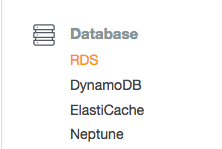 Database
RDS
DynamoDB
ElastiCache
Neptune